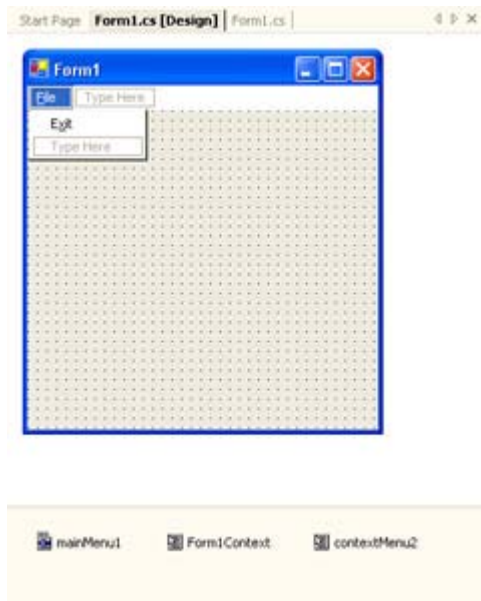 Start Page Form1.cs [Design] Form1.cs
Form1
File Type Here
Exit
Type Here
mainMenu1 Form1Context contextMenu2